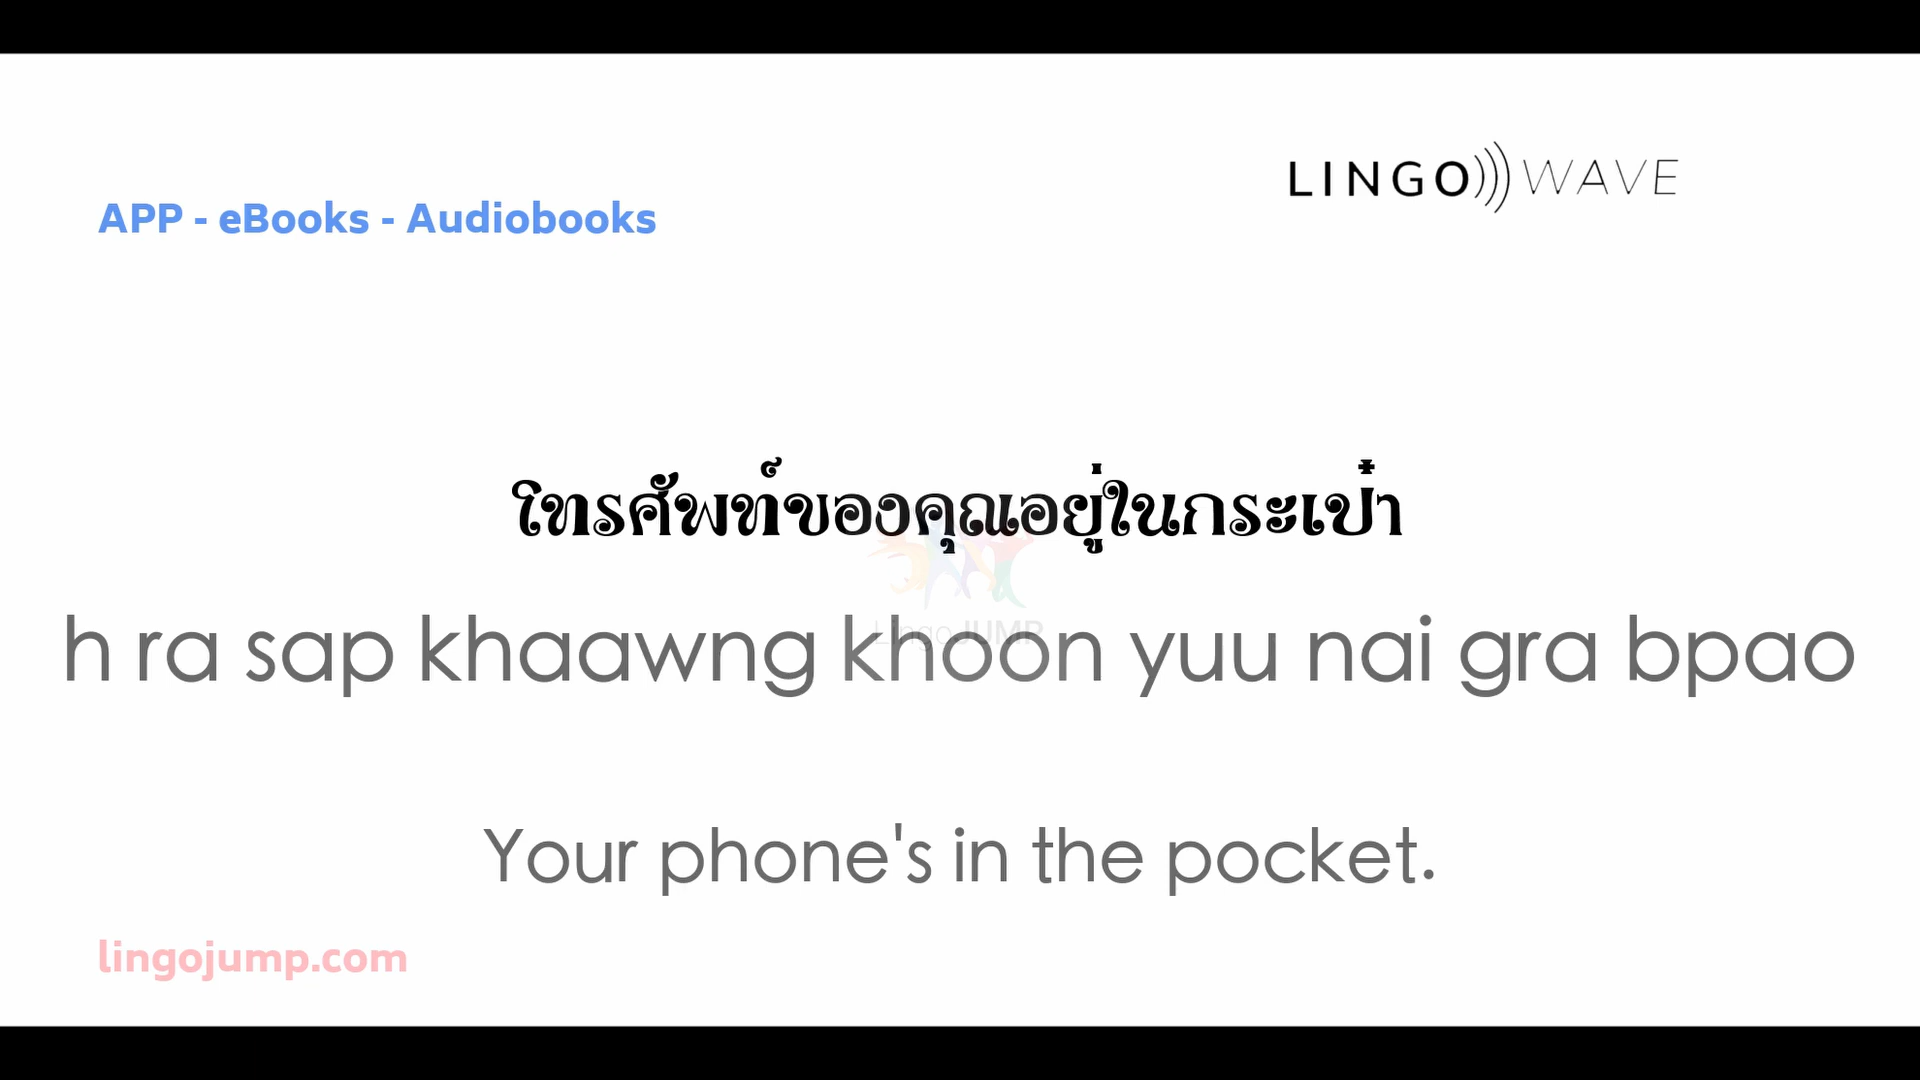 LINGO WAVE
APP - eBooks - Audiobooks
โทรศัพท์ของคุณอยู่ในกระเป๋า
h ra sap khaawng khoon yuu nai gra bpao
LingoJUMP
Your phone's in the pocket.
lingojump.com